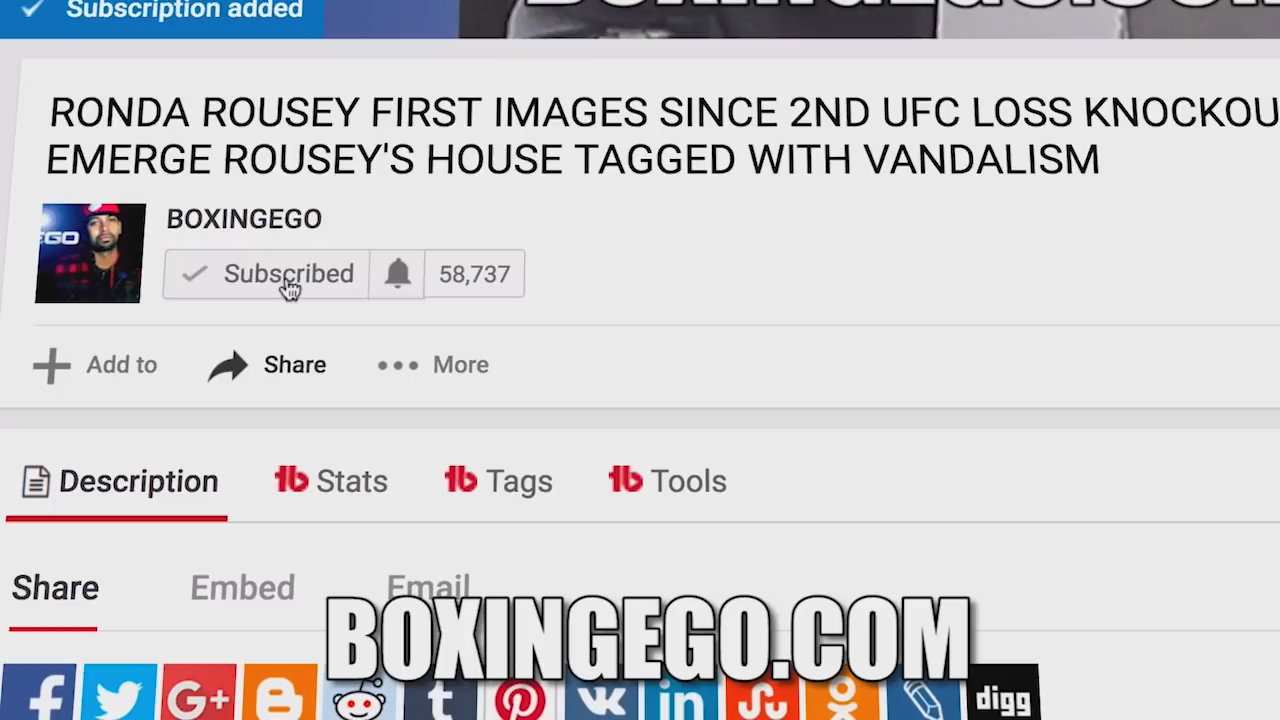 Subscription added
RONDA ROUSEY FIRST IMAGES SINCE 2ND UFC LOSS KNOCKOU
EMERGE ROUSEY'S HOUSE TAGGED WITH VANDALISM
BOXINGEGO
EGO
Subscribed 58,737
Add to Share More
Description Stats Tags Tools
Share Embed Email
BOXINGEGO.COM
digg